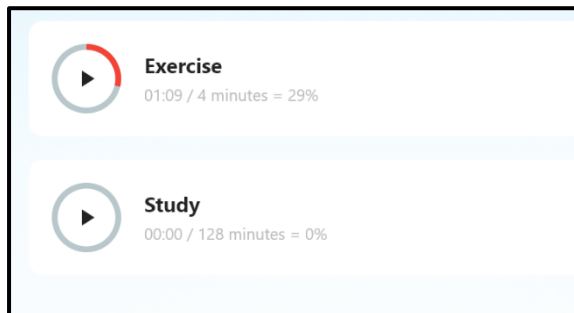 Exercise
01:09 / 4 minutes = 29%
Study
00:00 / 128 minutes = 0%